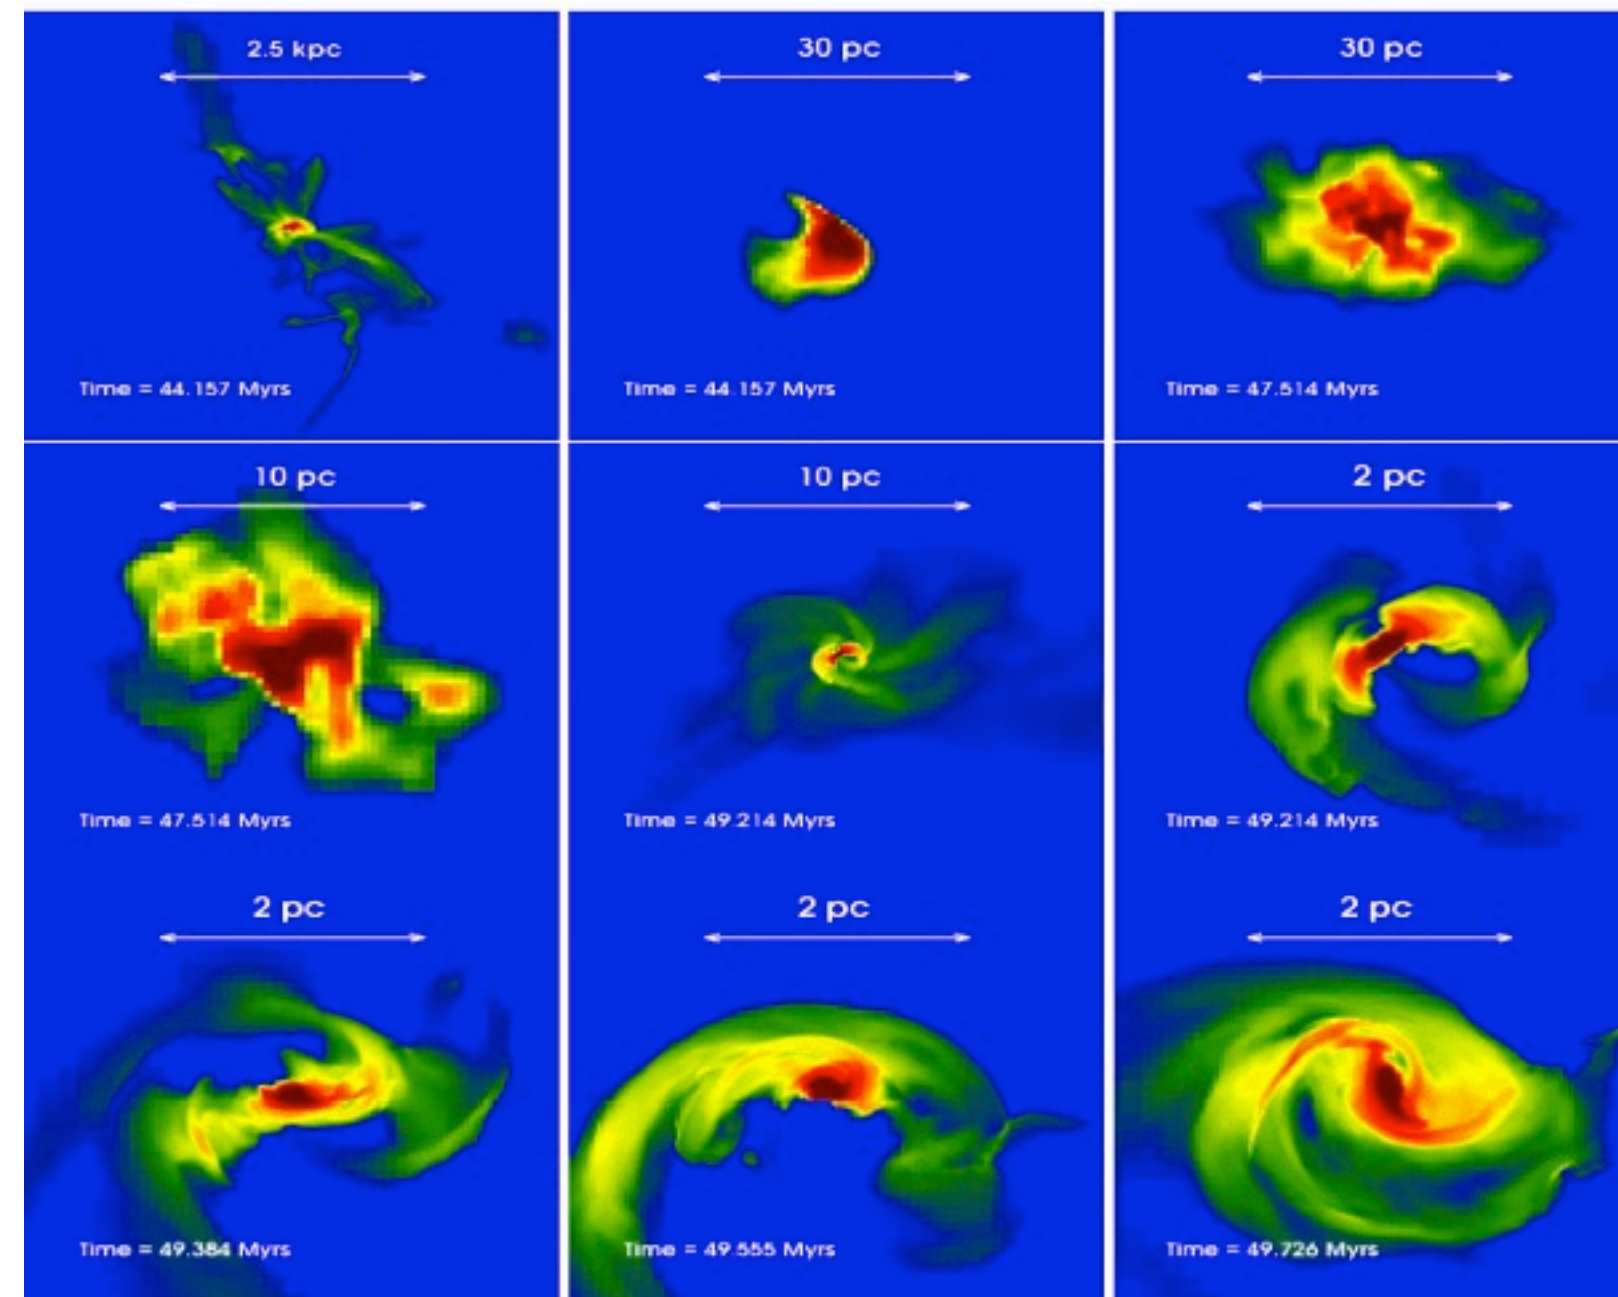 2.5 kpc
Time = 44.157 Myrs
30 pc
Time = 44.157 Myrs
30 pc
Time = 47.514 Myrs
10 pc
Time = 47.514 Myrs
10 pc
Time = 49.214 Myrs
2 pc
Time = 49.214 Myrs
2 pc
Time = 49.384 Myrs
2 pc
Time = 49.555 Myrs
2 pc
Time = 49.726 Myrs